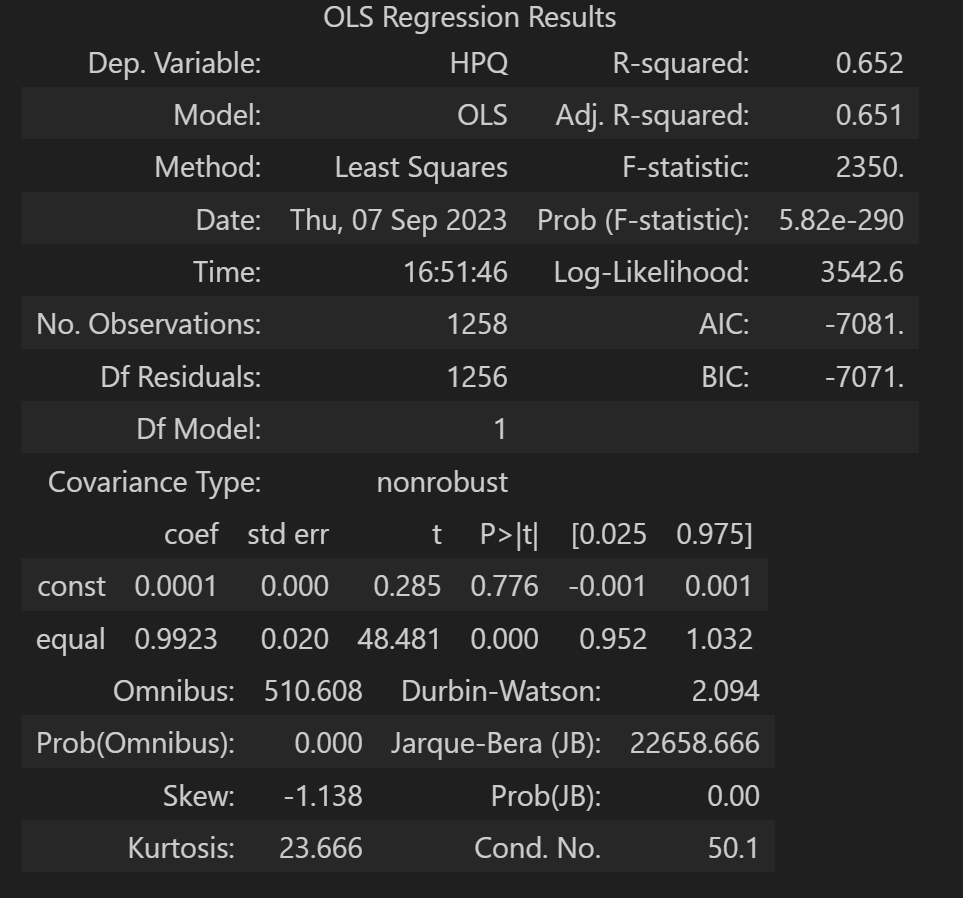 OLS Regression Results
Dep. Variable: HPQ R-squared: 0.652
Model: OLS Adj. R-squared: 0.651
Method: Least Squares F-statistic: 2350.
Date: Thu, 07 Sep 2023 Prob (F-statistic): 5.82e-290
Time: 16:51:46 Log-Likelihood: 3542.6
No. Observations: 1258 AIC: -7081.
Df Residuals: 1256 BIC: -7071.
Df Model: 1
Covariance Type: nonrobust
coef std err t P>|t| [0.025 0.975]
const 0.0001 0.000 0.285 0.776 -0.001 0.001
equal 0.9923 0.020 48.481 0.000 0.952 1.032
Omnibus: 510.608 Durbin-Watson: 2.094
Prob(Omnibus): 0.000 Jarque-Bera (JB): 22658.666
Skew: -1.138 Prob(JB): 0.00
Kurtosis: 23.666 Cond. No. 50.1